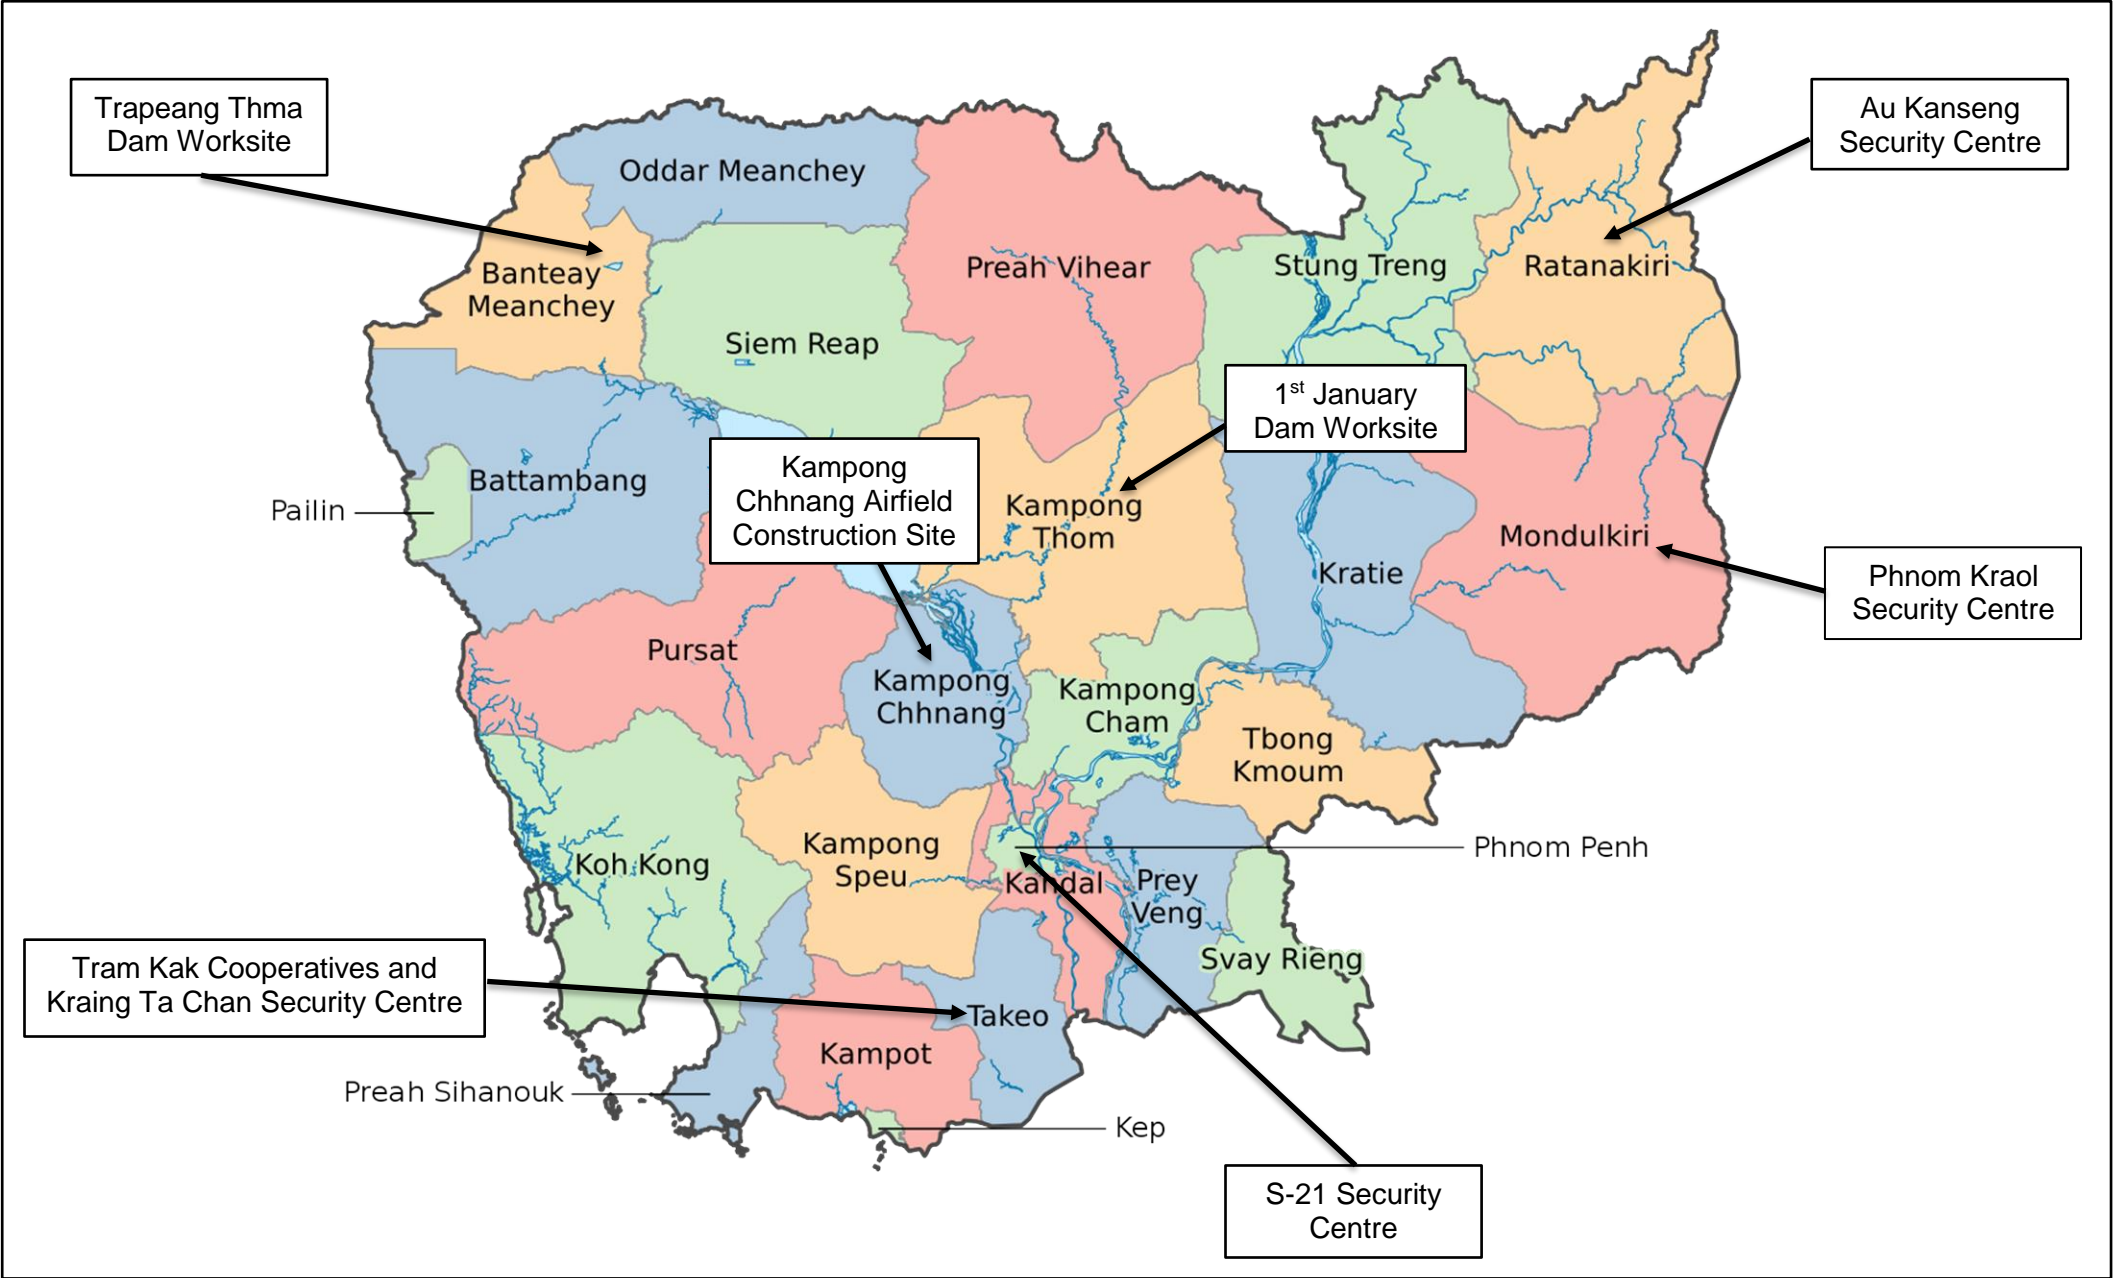 Trapeang Thma
Dam Worksite
Au Kanseng
Security Centre
Oddar Meanchey
Banteay
Meanchey
Preah Vihear
Stung Treng
Ratanakiri
Siem Reap
1st January
Dam Worksite
Kampong
Chhnang Airfield
Construction Site
Battambang
Pailin
Kampong
Thom
Mondulkiri
Kratie
Phnom Kraol
Security Centre
Pursat
Kampong
Chhnang
Kampong
Cham
Tbong
Kmoum
Kampong
Speu
Phnom Penh
Koh Kong
Kandal
Prey
Veng
Svay Rieng
Tram Kak Cooperatives and
Kraing Ta Chan Security Centre
Takeo
Kampot
Preah Sihanouk
Kep
S-21 Security
Centre